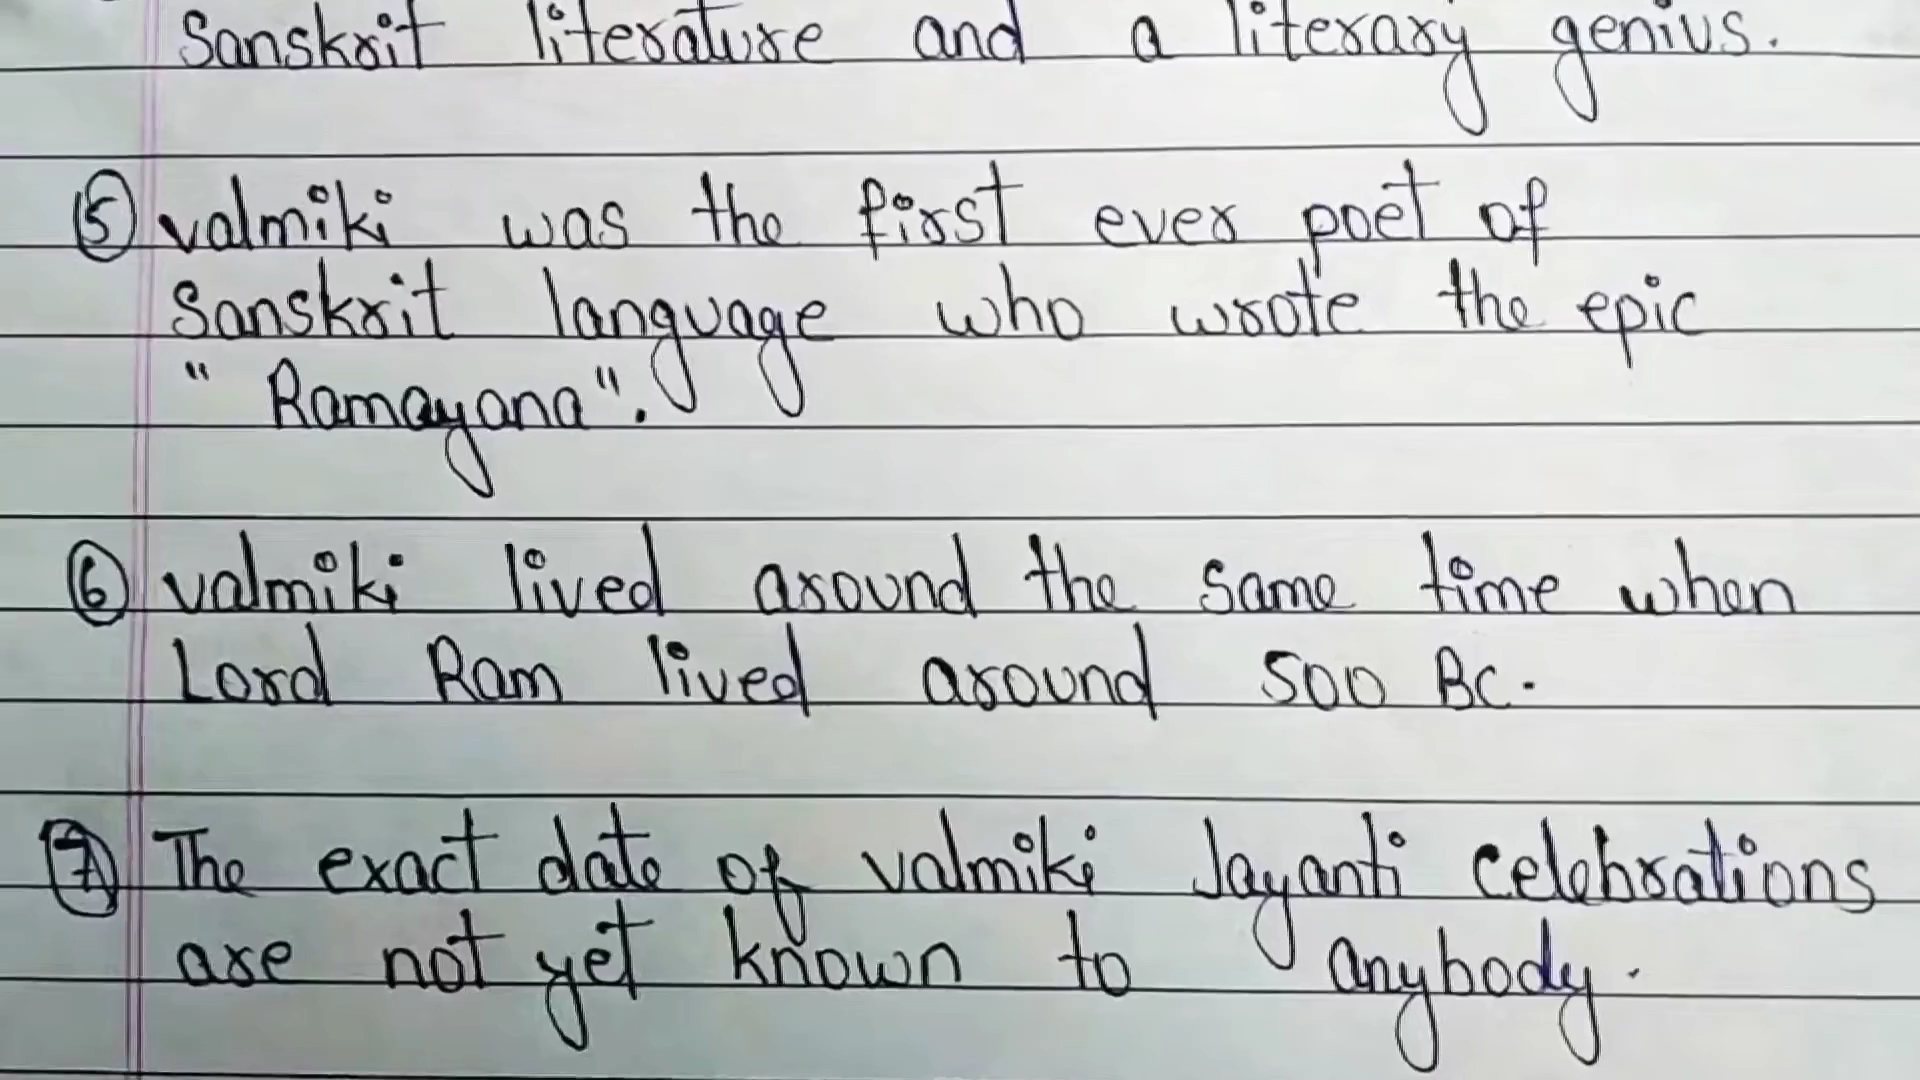 Sanskrit literature and a literary genius.
5 valmiki was the first ever poet of
Sanskrit language who wrote the epic
" Ramayana".
6 valmiki lived around the same time when
Lord Ram lived around 500 BC.
7 The exact date of valmiki Jayanti celebrations
are not yet known to anybody.